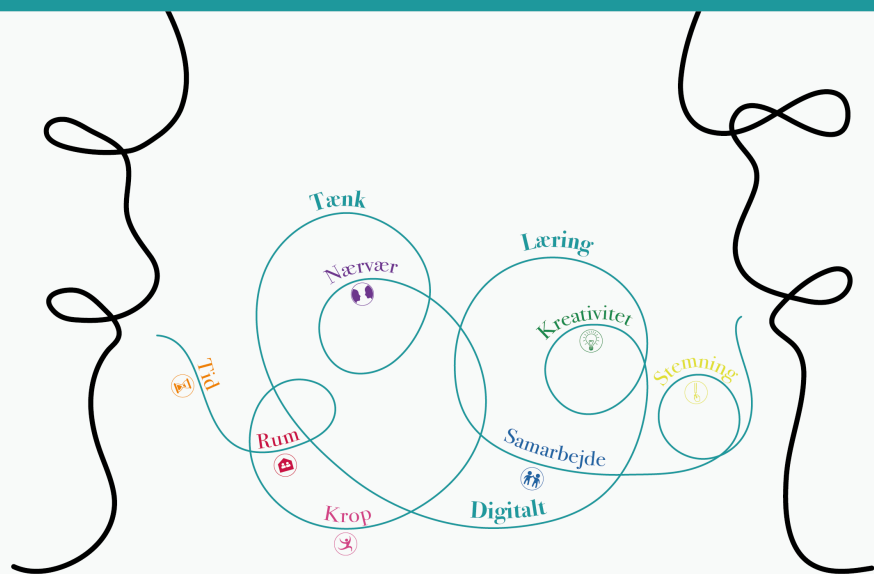 Tænk
Læring
Nærvær
Kreativitet
Tid
Stemning
Rum
Samarbejde
Krop
Digitalt